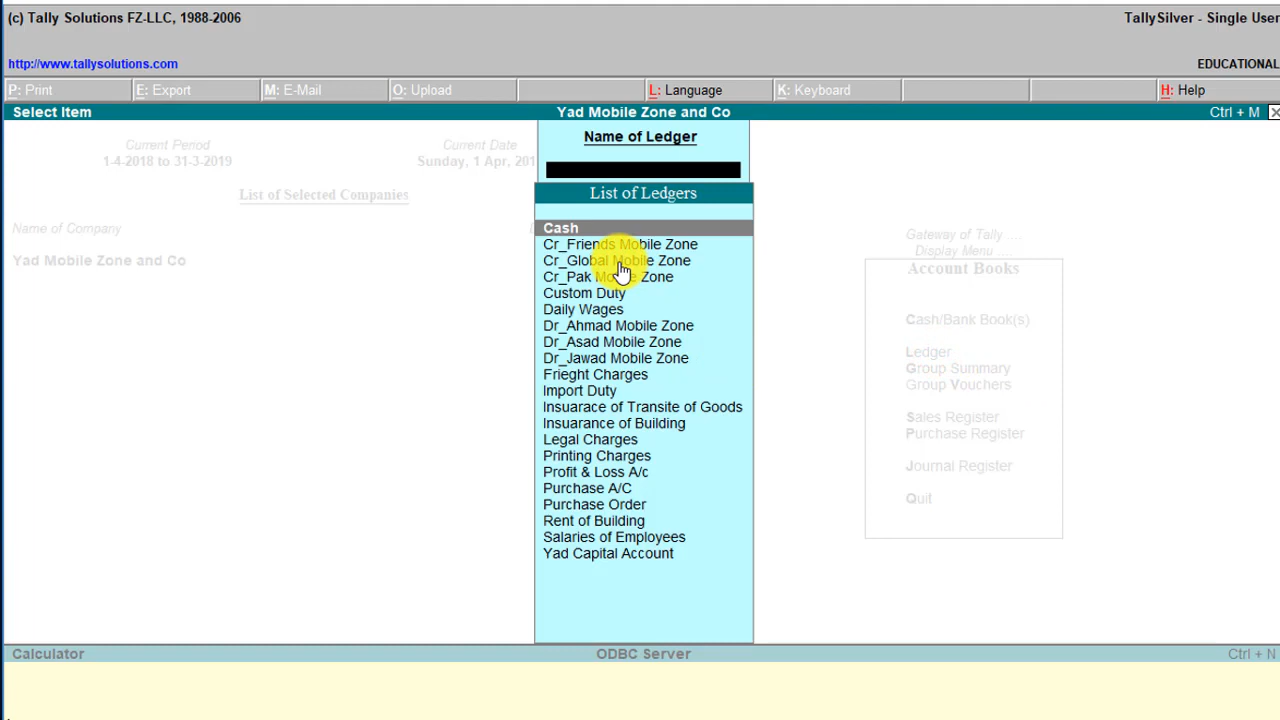 (c) Tally Solutions FZ-LLC, 1988-2006
TallySilver - Single User
http://www.tallysolutions.com
EDUCATIONAL
P: Print
E: Export
M: E-Mail
O: Upload
L: Language
K: Keyboard
H: Help
Select Item
Yad Mobile Zone and Co
Ctrl + M
Current Period
1-4-2018 to 31-3-2019
Current Date
Sunday, 1 Apr,
List of Selected Companies
Name of Company
Yad Mobile Zone and Co
Name of Ledger
List of Ledgers
Cash
Cr_Friends Mobile Zone
Cr_Global Mobile Zone
Cr_Pak Mobile Zone
Custom Duty
Daily Wages
Dr_Ahmad Mobile Zone
Dr_Asad Mobile Zone
Dr_Jawad Mobile Zone
Frieght Charges
Import Duty
Insuarace of Transite of Goods
Insuarance of Building
Legal Charges
Printing Charges
Profit & Loss A/c
Purchase A/C
Purchase Order
Rent of Building
Salaries of Employees
Yad Capital Account
Gateway of Tally ....
Display Menu ....
Account Books
Cash/Bank Book(s)
Ledger
Group Summary
Group Vouchers
Sales Register
Purchase Register
Journal Register
Quit
Calculator
ODBC Server
Ctrl + N